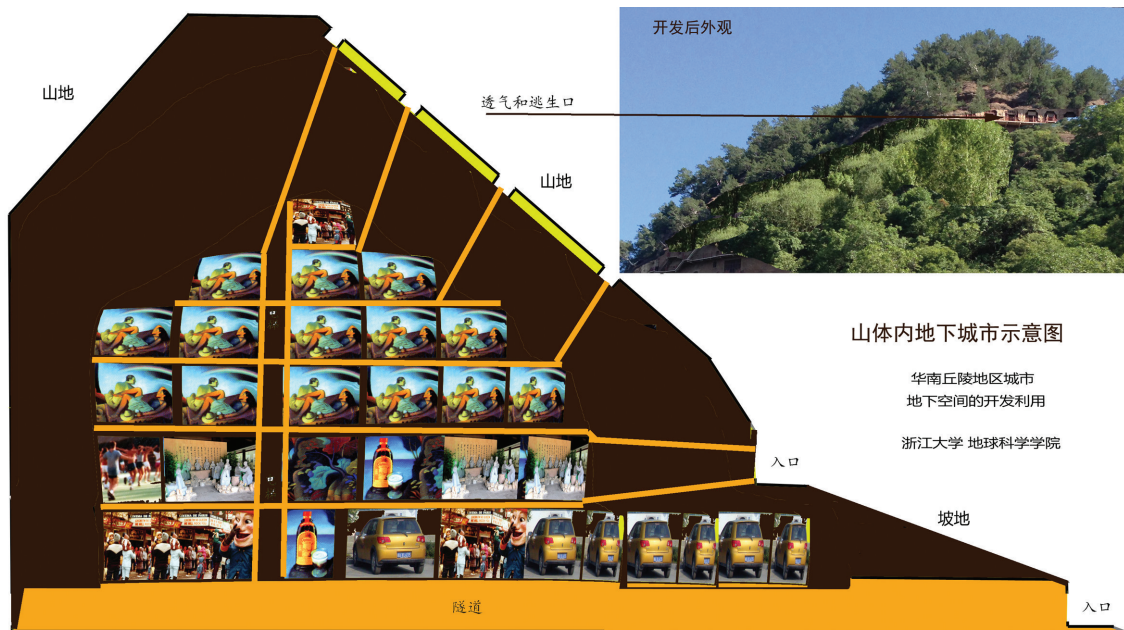 开发后外观
山地
透气和逃生口
山地
山体内地下城市示意图
华南丘陵地区城市
地下空间的开发利用
浙江大学 地球科学学院
入口
坡地
隧道
入口